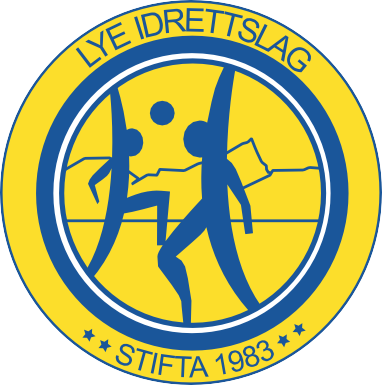 LYE IDRETTSLAG
STIFTA 1983